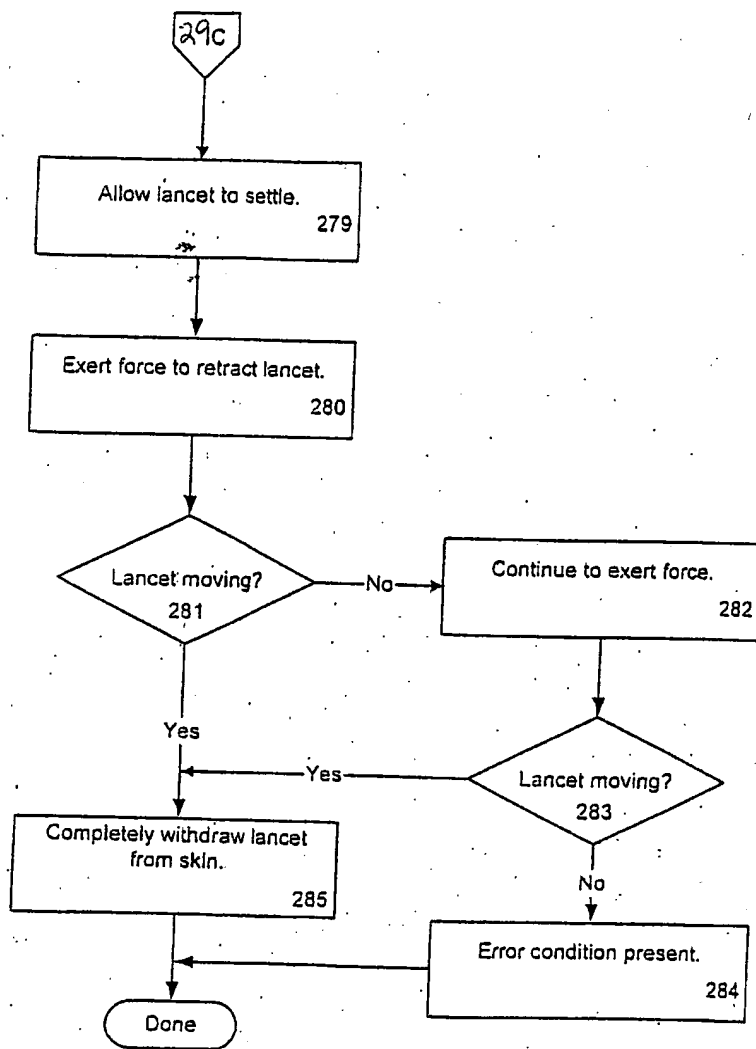 29c
Allow lancet to settle.
279
Exert force to retract lancet.
280
Lancet moving?
281
No
Continue to exert force.
282
Yes
Lancet moving?
283
Yes
Completely withdraw lancet
from skin.
285
No
Error condition present.
284
Done